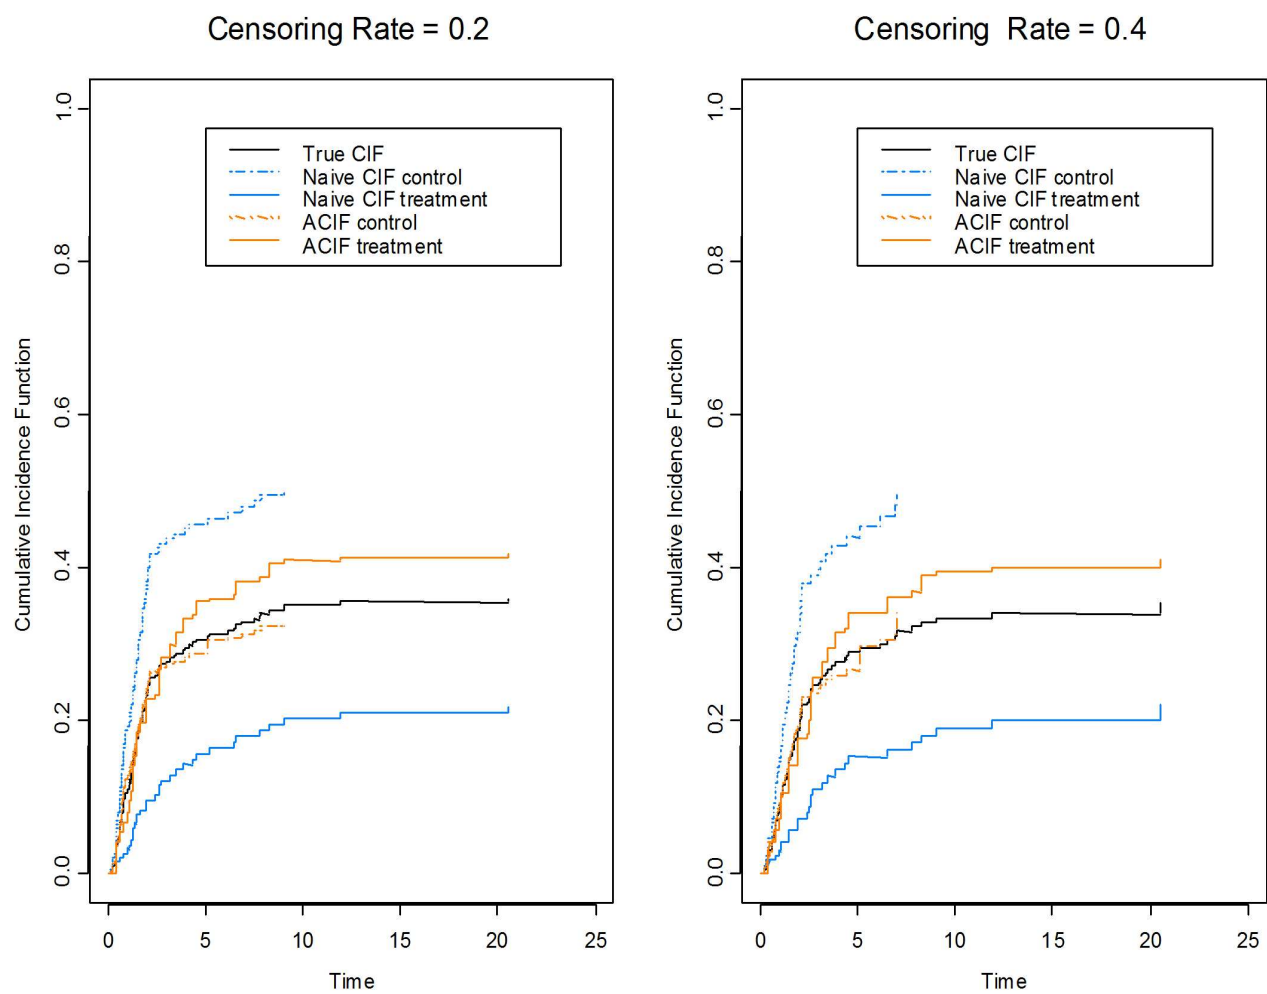 Censoring Rate = 0.2
Cumulative Incidence Function
1.0
0.8
0.6
0.4
0.2
0.0
True CIF
Naive CIF control
Naive CIF treatment
ACIF control
ACIF treatment
0 5 10 15 20 25
Time
Censoring Rate = 0.4
Cumulative Incidence Function
1.0
0.8
0.6
0.4
0.2
0.0
True CIF
Naive CIF control
Naive CIF treatment
ACIF control
ACIF treatment
0 5 10 15 20 25
Time